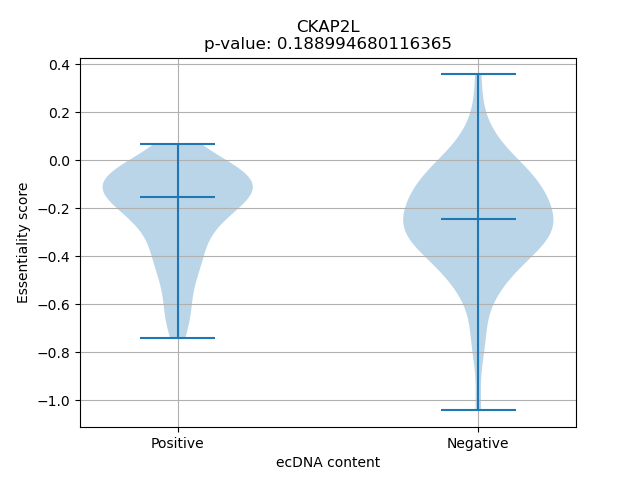 CKAP2L
p-value: 0.188994680116365
0.4
0.2
0.0
−0.2
−0.4
−0.6
−0.8
−1.0
Essentiality score
Positive
Negative
ecDNA content